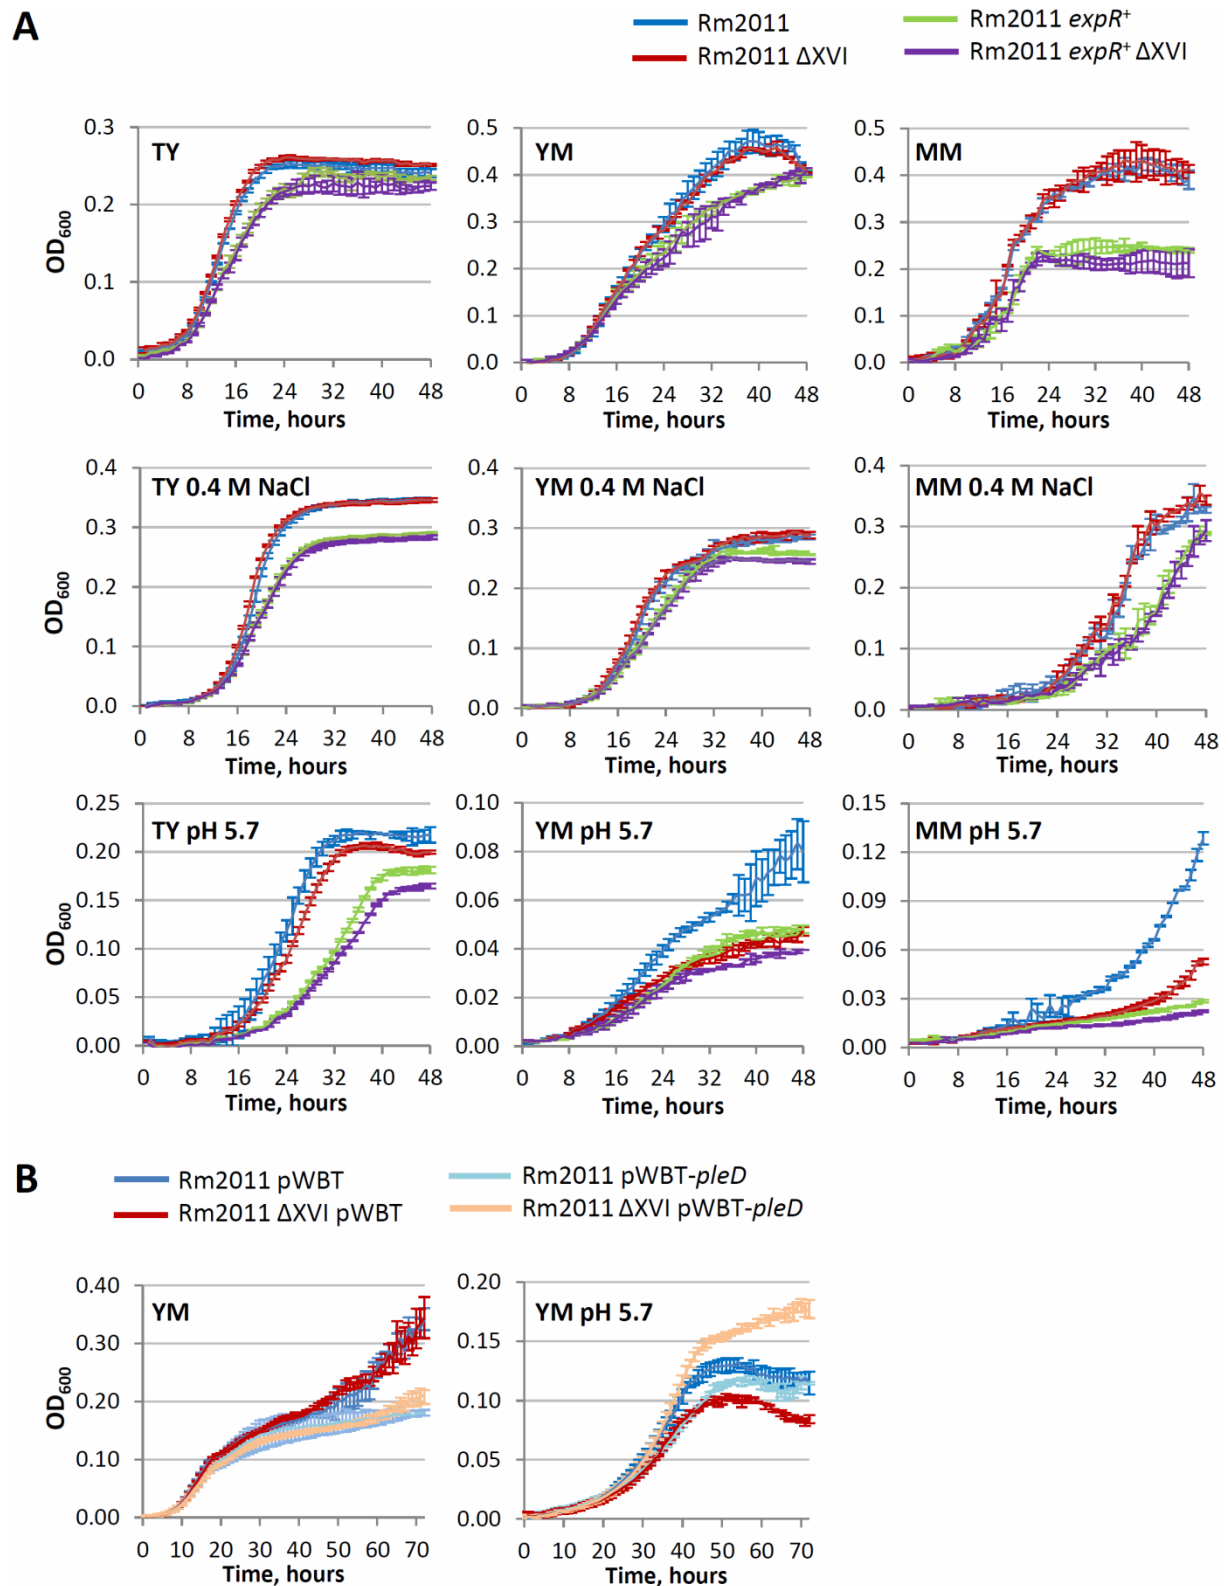 A
Rm2011
Rm2011 expR⁺
Rm2011 ΔXVI
Rm2011 expR⁺ ΔXVI
TY
OD₆₀₀
0.3
0.2
0.1
0.0
0 8 16 24 32 40 48
Time, hours
YM
0.5
0.4
0.3
0.2
0.1
0.0
0 8 16 24 32 40 48
Time, hours
MM
0.5
0.4
0.3
0.2
0.1
0.0
0 8 16 24 32 40 48
Time, hours
TY 0.4 M NaCl
OD₆₀₀
0.4
0.3
0.2
0.1
0.0
0 8 16 24 32 40 48
Time, hours
YM 0.4 M NaCl
0.4
0.3
0.2
0.1
0.0
0 8 16 24 32 40 48
Time, hours
MM 0.4 M NaCl
0.4
0.3
0.2
0.1
0.0
0 8 16 24 32 40 48
Time, hours
TY pH 5.7
OD₆₀₀
0.25
0.20
0.15
0.10
0.05
0.00
0 8 16 24 32 40 48
Time, hours
YM pH 5.7
0.10
0.08
0.06
0.04
0.02
0.00
0 8 16 24 32 40 48
Time, hours
MM pH 5.7
0.15
0.12
0.09
0.06
0.03
0.00
0 8 16 24 32 40 48
Time, hours
B
Rm2011 pWBT
Rm2011 pWBT-pleD
Rm2011 ΔXVI pWBT
Rm2011 ΔXVI pWBT-pleD
YM
OD₆₀₀
0.40
0.30
0.20
0.10
0.00
0 10 20 30 40 50 60 70
Time, hours
YM pH 5.7
0.20
0.15
0.10
0.05
0.00
0 10 20 30 40 50 60 70
Time, hours